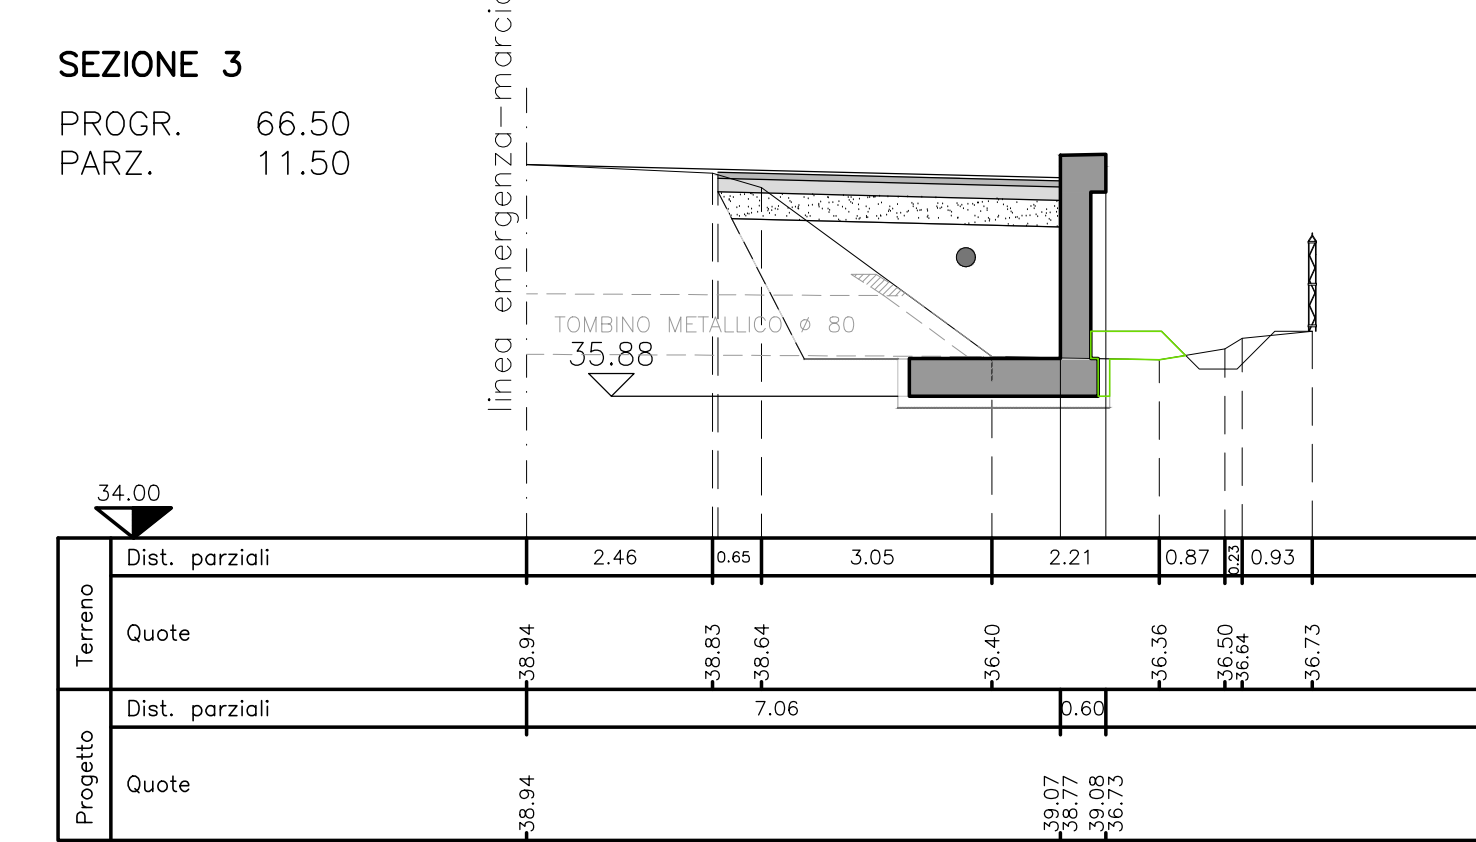 SEZIONE 3
PROGR. 66.50
PARZ. 11.50
linea emergenza-marcia
TOMBINO METALLICO ø 80
35.88
34.00
Terreno
Dist. parziali 2.46 0.65 3.05 2.21 0.87 0.23 0.93
Quote 38.94 38.83 38.64 36.40 36.36 36.50 36.64 36.73
Progetto
Dist. parziali 7.06 0.60
Quote 38.94 39.07 38.77 39.08 36.73